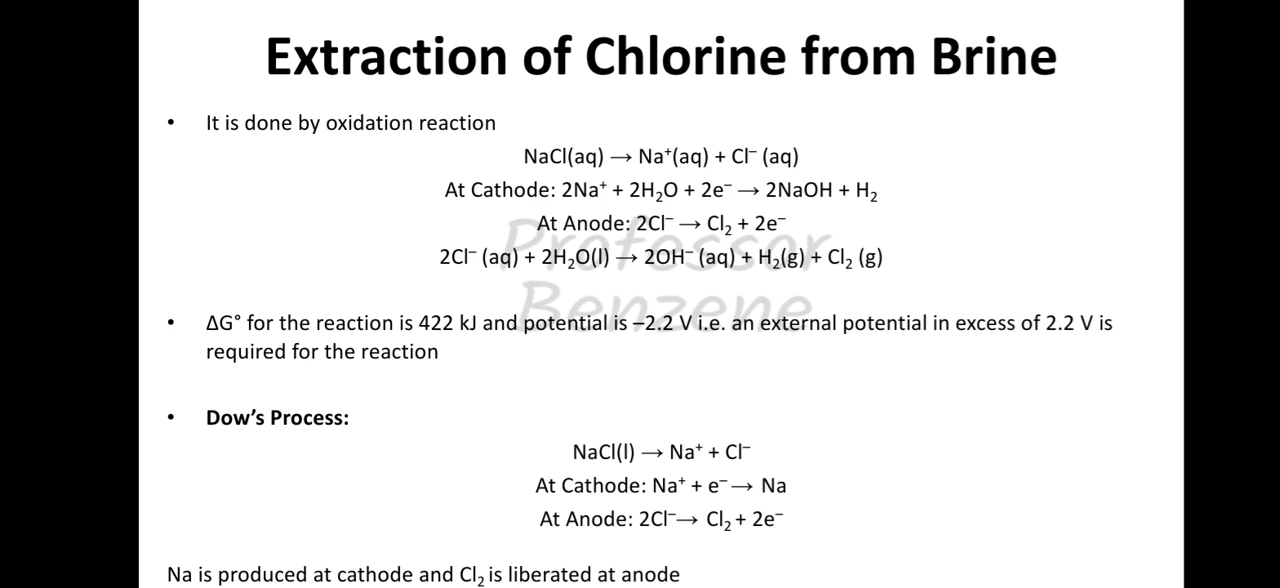 Extraction of Chlorine from Brine
• It is done by oxidation reaction
NaCl(aq) → Na⁺(aq) + Cl⁻ (aq)
At Cathode: 2Na⁺ + 2H₂O + 2e⁻ → 2NaOH + H₂
At Anode: 2Cl⁻ → Cl₂ + 2e⁻
2Cl⁻ (aq) + 2H₂O(l) → 2OH⁻ (aq) + H₂(g) + Cl₂ (g)
Professor
Benzene
• ΔG° for the reaction is 422 kJ and potential is –2.2 V i.e. an external potential in excess of 2.2 V is
required for the reaction
• Dow’s Process:
NaCl(l) → Na⁺ + Cl⁻
At Cathode: Na⁺ + e⁻ → Na
At Anode: 2Cl⁻→ Cl₂ + 2e⁻
Na is produced at cathode and Cl₂ is liberated at anode